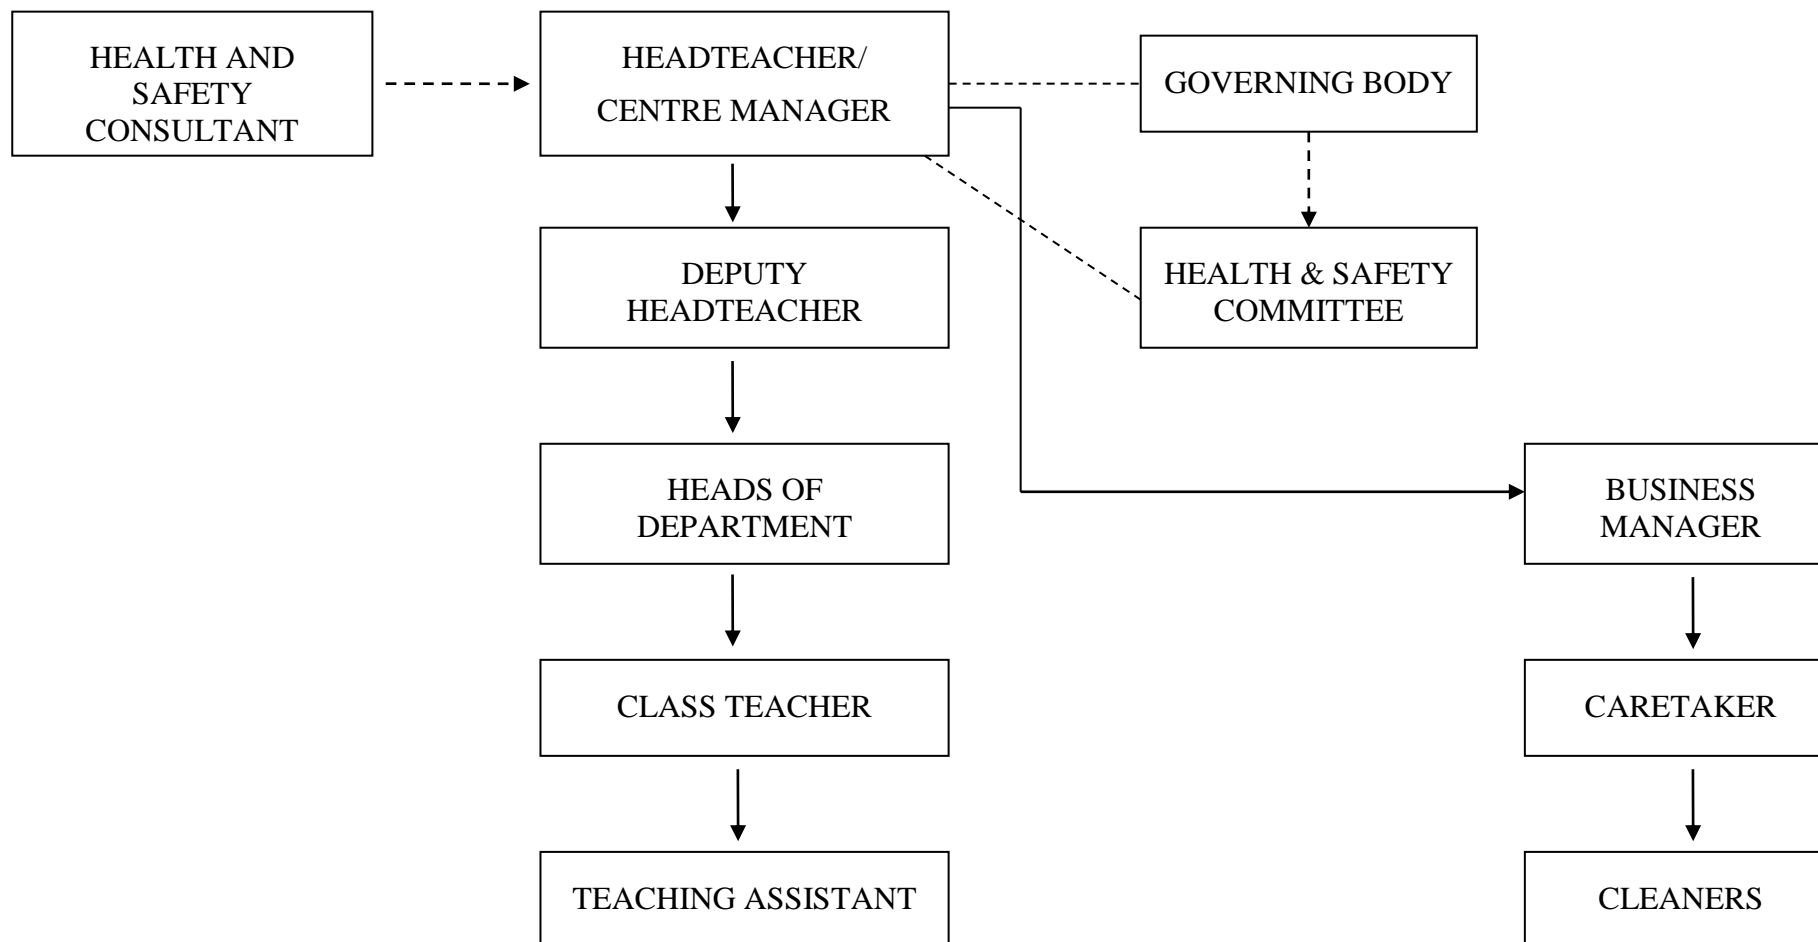 HEALTH AND
SAFETY
CONSULTANT
HEADTEACHER/
CENTRE MANAGER
GOVERNING BODY
DEPUTY
HEADTEACHER
HEALTH & SAFETY
COMMITTEE
HEADS OF
DEPARTMENT
BUSINESS
MANAGER
CLASS TEACHER
CARETAKER
TEACHING ASSISTANT
CLEANERS